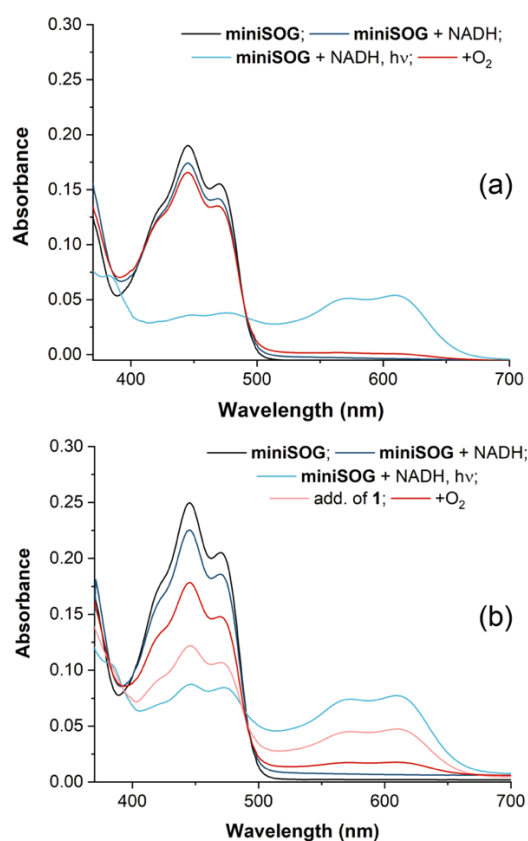 miniSOG; miniSOG + NADH;
miniSOG + NADH, hν; +O₂
(a)
Absorbance
0.30
0.25
0.20
0.15
0.10
0.05
0.00
400 500 600 700
Wavelength (nm)
miniSOG; miniSOG + NADH;
miniSOG + NADH, hν;
add. of 1; +O₂
(b)
Absorbance
0.30
0.25
0.20
0.15
0.10
0.05
0.00
400 500 600 700
Wavelength (nm)